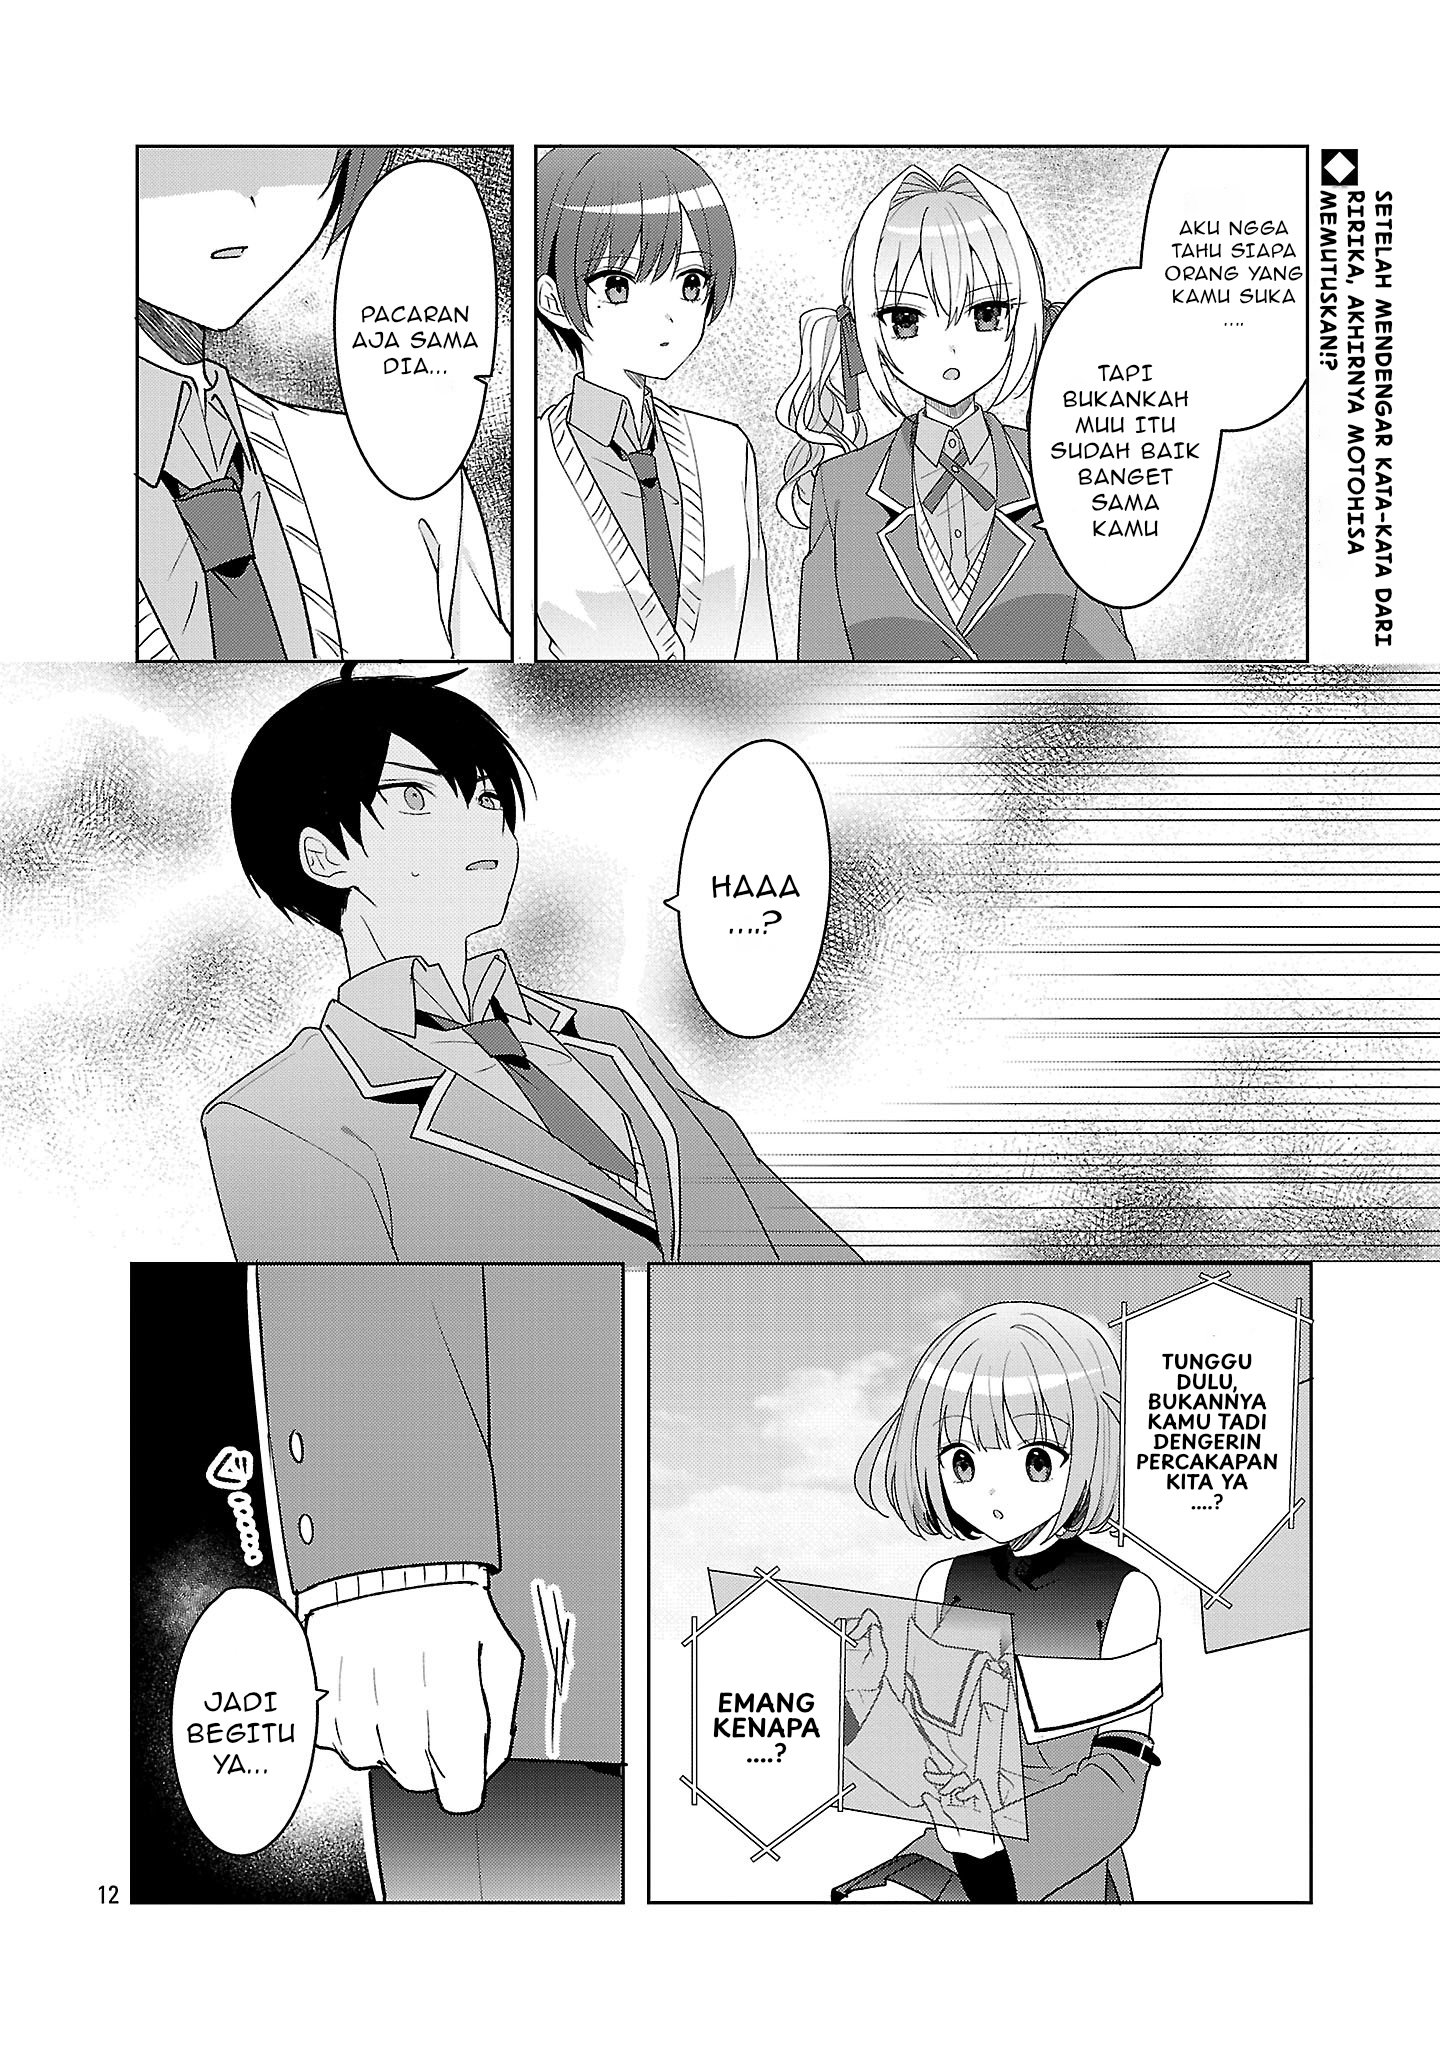 SETELAH MENDENGAR KATA-KATA DARI
RIRIKA, AKHIRNYA MOTOHISA
MEMUTUSKAN!?
AKU NGGA
TAHU SIAPA
ORANG YANG
KAMU SUKA
....
TAPI
BUKANKAH
MUU ITU
SUDAH BAIK
BANGET
SAMA
KAMU
PACARAN
AJA SAMA
DIA...
HAAA
....?
TUNGGU
DULU,
BUKANNYA
KAMU TADI
DENGERIN
PERCAKAPAN
KITA YA
....?
EMANG
KENAPA
....?
JADI
BEGITU
YA...
12